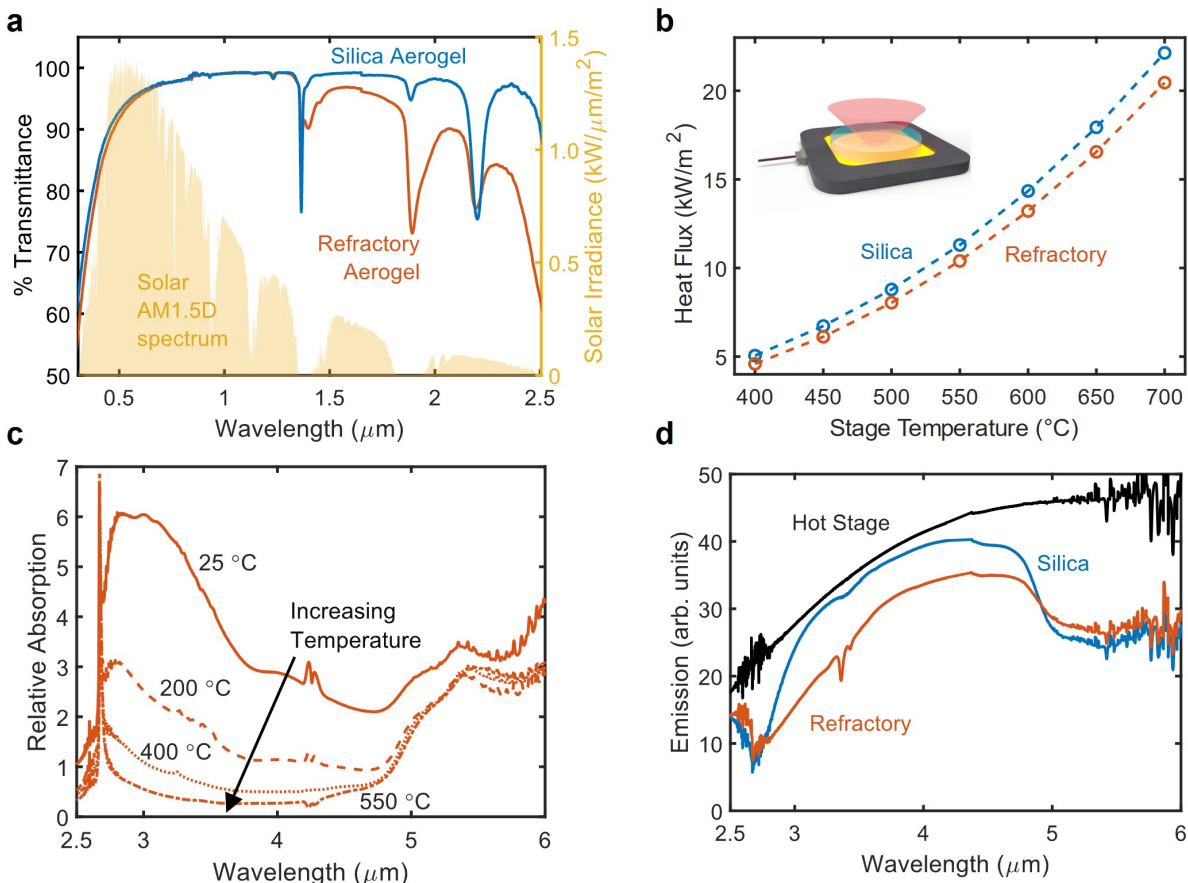 a
Silica Aerogel
Refractory
Aerogel
Solar
AM1.5D
spectrum
% Transmittance
100
90
80
70
60
50
Solar Irradiance (kW/μm/m²)
1.5
1.0
0.5
0
0.5
1
1.5
2
2.5
Wavelength (μm)
b
Heat Flux (kW/m²)
20
15
10
5
Silica
Refractory
400
450
500
550
600
650
700
Stage Temperature (°C)
c
Relative Absorption
7
6
5
4
3
2
1
0
25 °C
Increasing
Temperature
200 °C
400 °C
550 °C
2.5
3
4
5
6
Wavelength (μm)
d
Emission (arb. units)
50
40
30
20
10
0
Hot Stage
Silica
Refractory
2.5
3
4
5
6
Wavelength (μm)